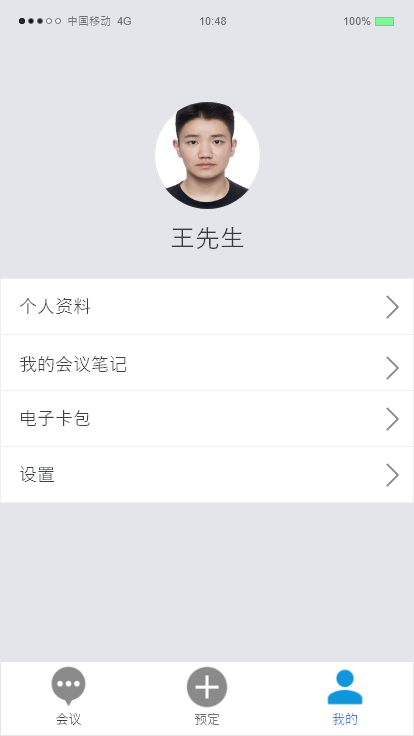 中国移动 4G 10:48 100%
王先生
个人资料
我的会议笔记
电子卡包
设置
会议 预定 我的